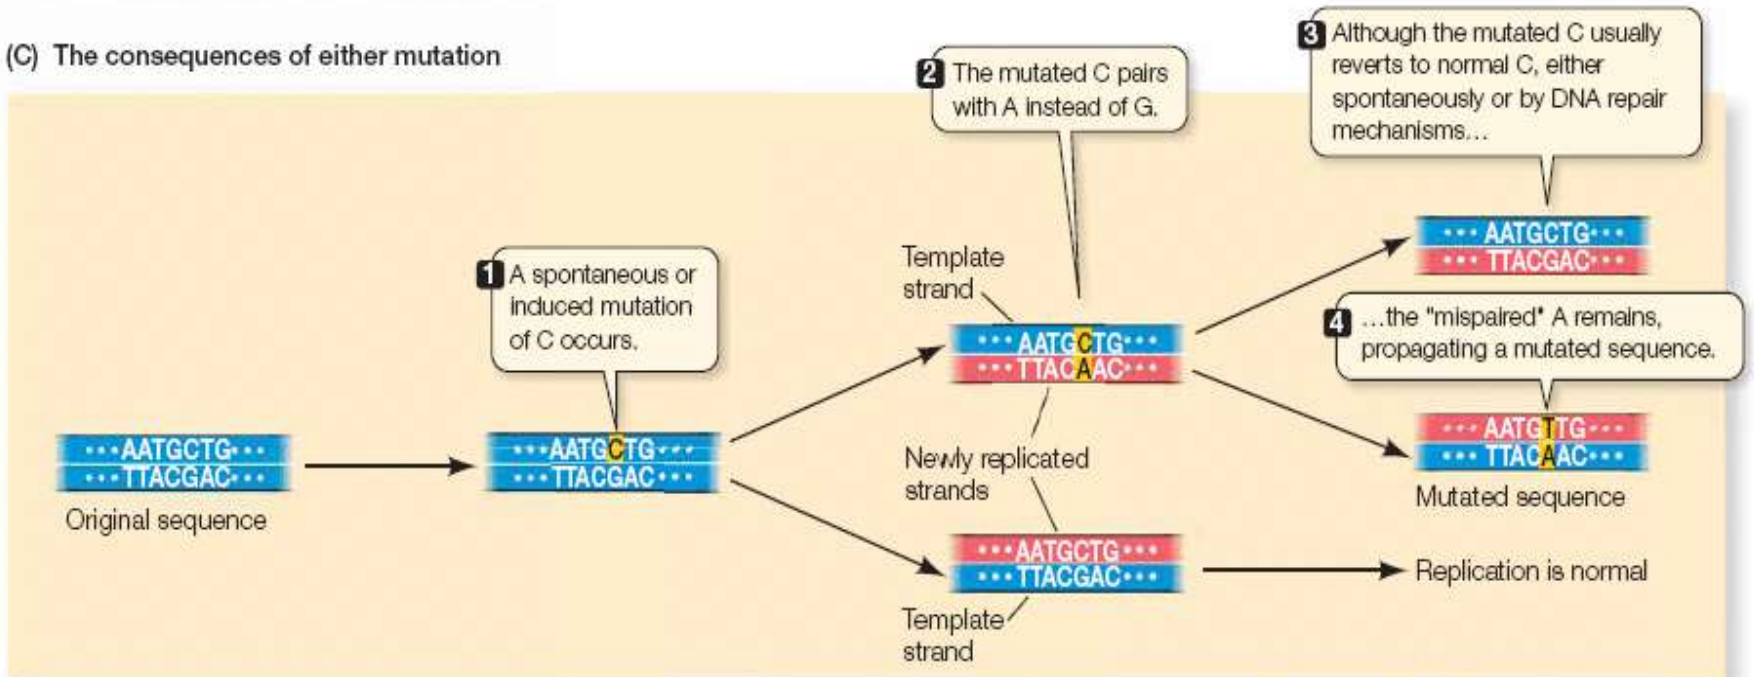 (C) The consequences of either mutation
1 A spontaneous or
induced mutation
of C occurs.
2 The mutated C pairs
with A instead of G.
3 Although the mutated C usually
reverts to normal C, either
spontaneously or by DNA repair
mechanisms...
4 ...the "mispaired" A remains,
propagating a mutated sequence.
···AATGCTG···
···TTACGAC···
Original sequence
···AATGCTG···
···TTACGAC···
Template
strand
···AATGCTG···
···TTACAAC···
Newly replicated
strands
···AATGCTG···
···TTACGAC···
Template
strand
···AATGCTG···
···TTACGAC···
···AATGTTG···
···TTACAAC···
Mutated sequence
Replication is normal